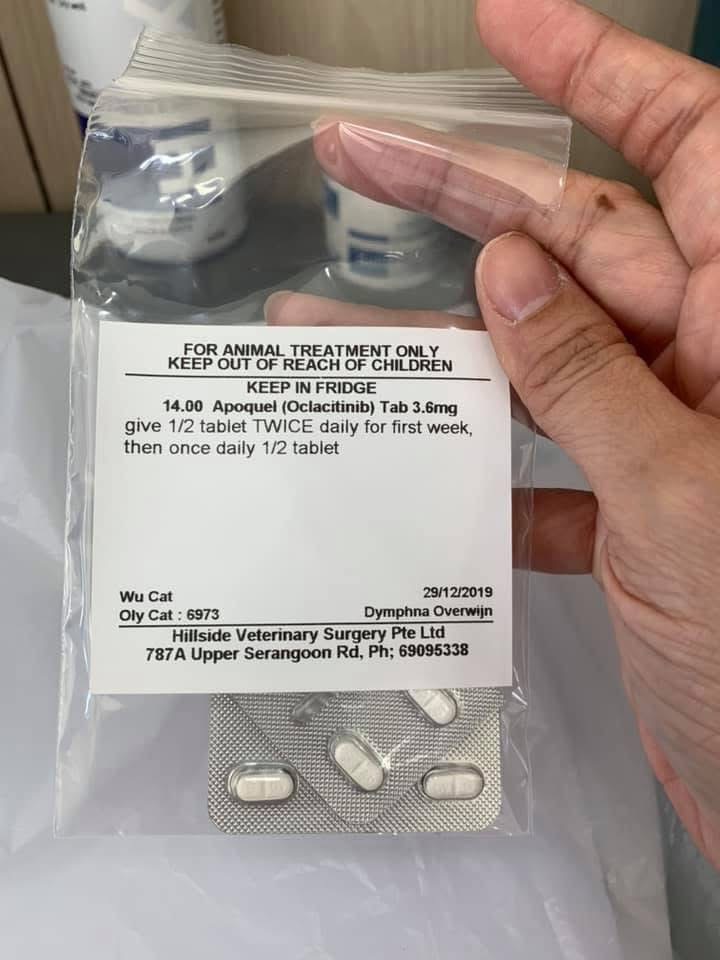 FOR ANIMAL TREATMENT ONLY
KEEP OUT OF REACH OF CHILDREN
KEEP IN FRIDGE
14.00 Apoquel (Oclacitinib) Tab 3.6mg
give 1/2 tablet TWICE daily for first week,
then once daily 1/2 tablet
Wu Cat 29/12/2019
Oly Cat : 6973 Dymphna Overwijn
Hillside Veterinary Surgery Pte Ltd
787A Upper Serangoon Rd, Ph; 69095338